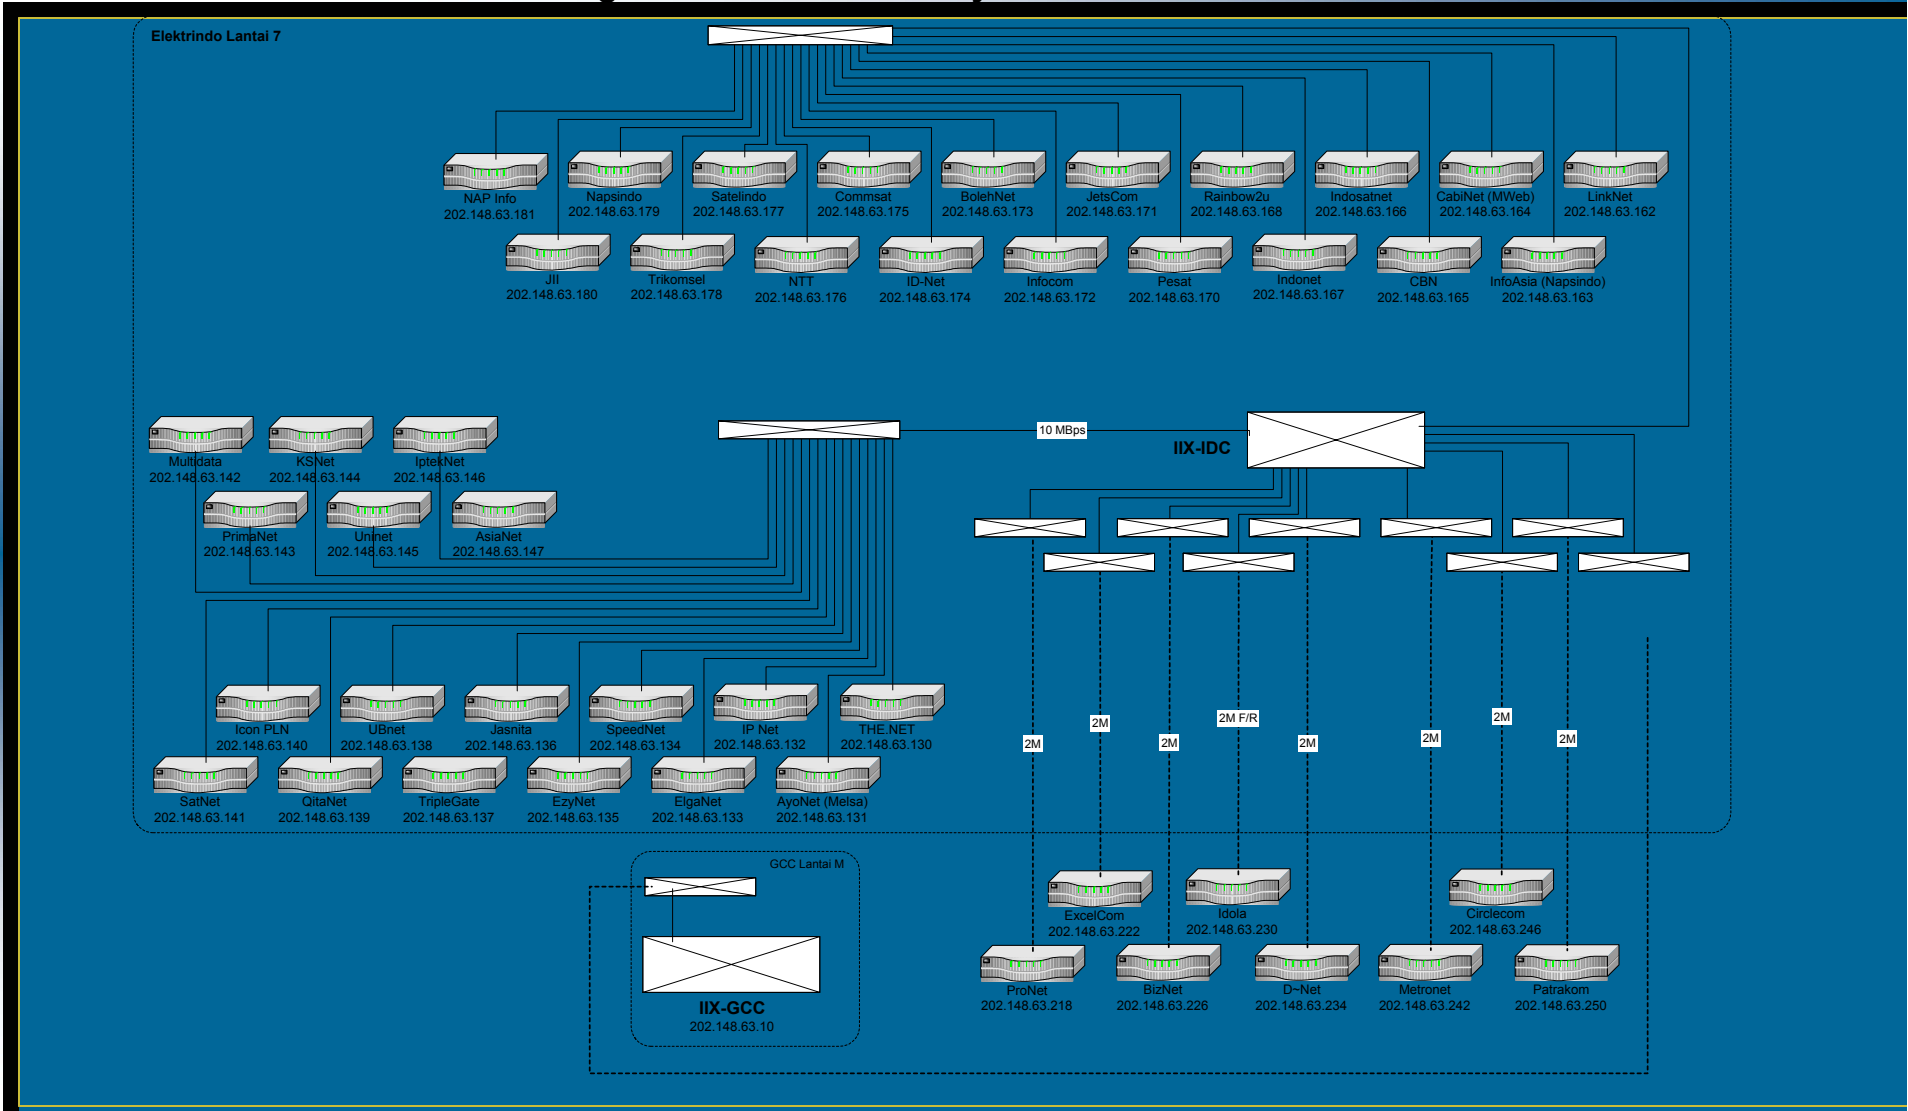 Elektrindo Lantai 7
NAP Info
202.148.63.181
Napsindo
202.148.63.179
Satelindo
202.148.63.177
Commsat
202.148.63.175
BolehNet
202.148.63.173
JetsCom
202.148.63.171
Rainbow2u
202.148.63.168
Indosatnet
202.148.63.166
CabiNet (MWeb)
202.148.63.164
LinkNet
202.148.63.162
JII
202.148.63.180
Trikomsel
202.148.63.178
NTT
202.148.63.176
ID-Net
202.148.63.174
Infocom
202.148.63.172
Pesat
202.148.63.170
Indonet
202.148.63.167
CBN
202.148.63.165
InfoAsia (Napsindo)
202.148.63.163
10 MBps
IIX-IDC
Multidata
202.148.63.142
KSNet
202.148.63.144
IptekNet
202.148.63.146
PrimaNet
202.148.63.143
Uninet
202.148.63.145
AsiaNet
202.148.63.147
Icon PLN
202.148.63.140
UBnet
202.148.63.138
Jasnita
202.148.63.136
SpeedNet
202.148.63.134
IP Net
202.148.63.132
THE.NET
202.148.63.130
SatNet
202.148.63.141
QitaNet
202.148.63.139
TripleGate
202.148.63.137
EzyNet
202.148.63.135
ElgaNet
202.148.63.133
AyoNet (Melsa)
202.148.63.131
2M
2M
2M
2M F/R
2M
2M
2M
2M
GCC Lantai M
IIX-GCC
202.148.63.10
ExcelCom
202.148.63.222
Idola
202.148.63.230
Circlecom
202.148.63.246
ProNet
202.148.63.218
BizNet
202.148.63.226
D~Net
202.148.63.234
Metronet
202.148.63.242
Patrakom
202.148.63.250